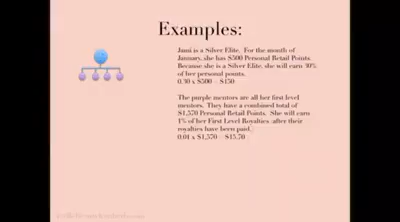 Examples:
Jami is a Silver Elite. For the month of
January, she has $500 Personal Retail Points.
Because she is a Silver Elite, she will earn 30%
of her personal points.
0.30 x $500 = $150
The purple mentors are all her first level
mentors. They have a combined total of
$1,570 Personal Retail Points. She will earn
1% of her First Level Royalties (after their
royalties have been paid.)
0.01 x $1,570 = $15.70